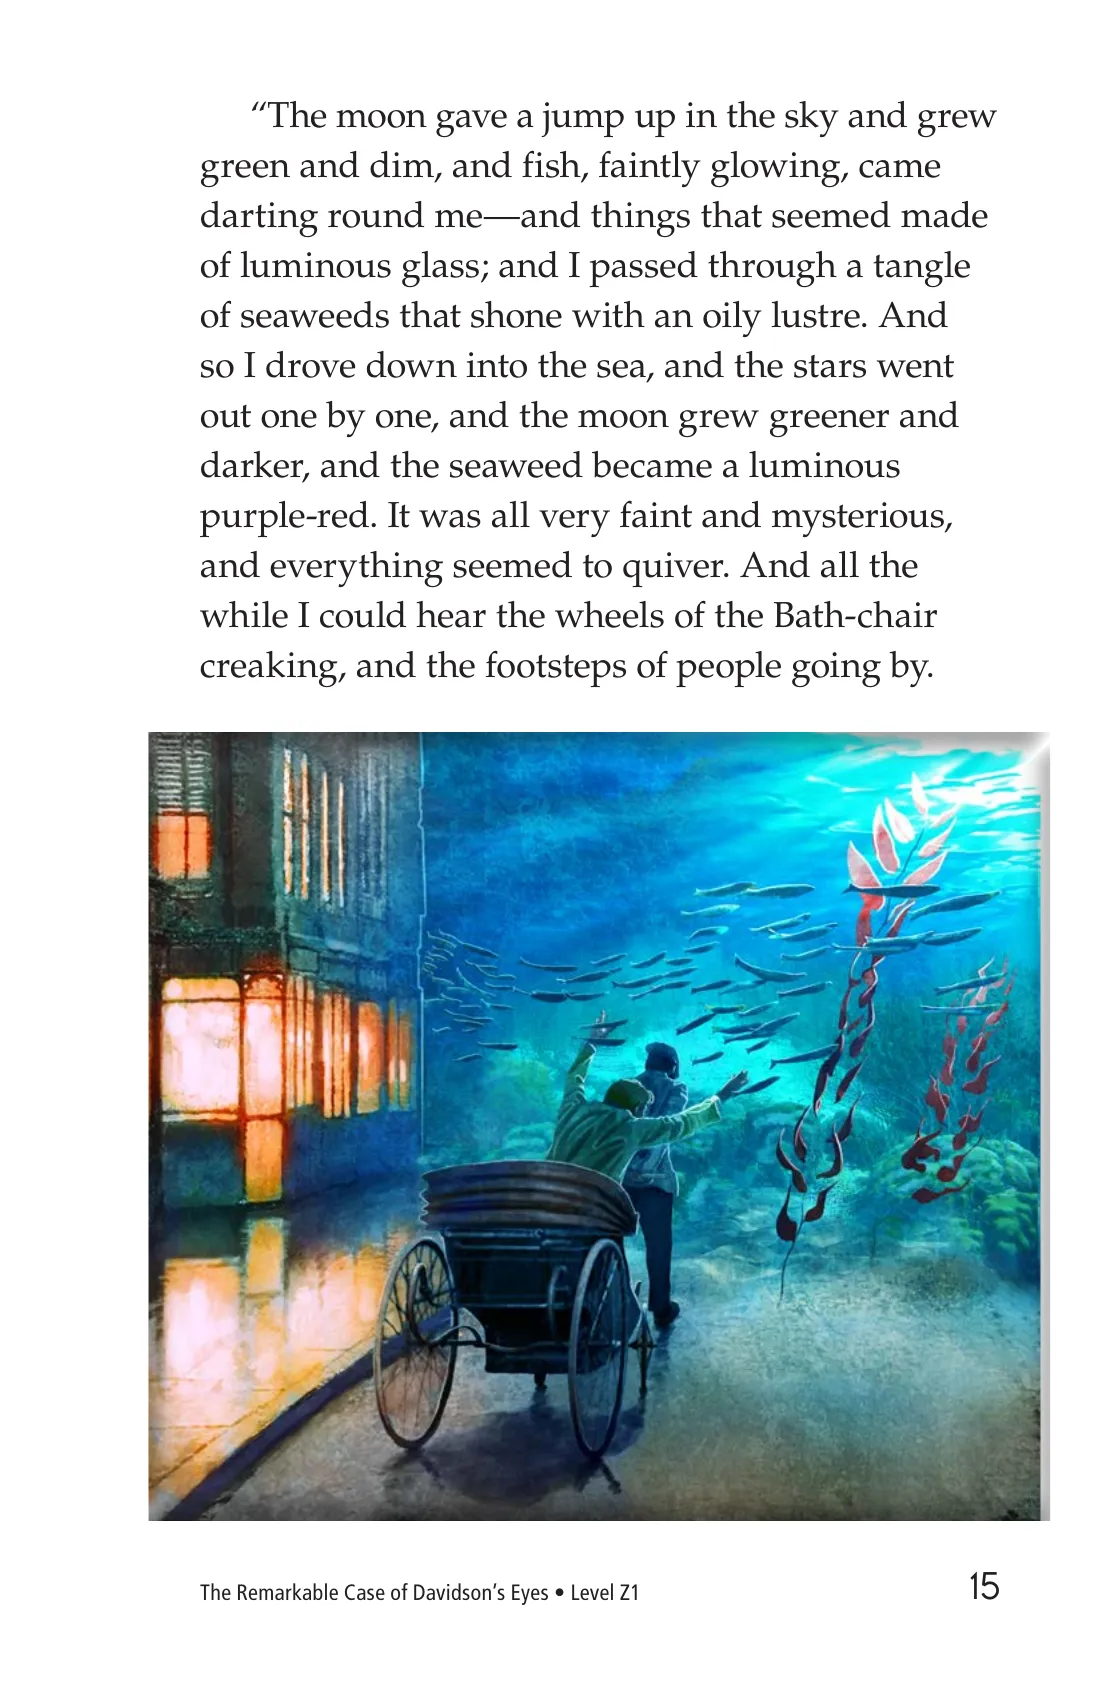 “The moon gave a jump up in the sky and grew
green and dim, and fish, faintly glowing, came
darting round me—and things that seemed made
of luminous glass; and I passed through a tangle
of seaweeds that shone with an oily lustre. And
so I drove down into the sea, and the stars went
out one by one, and the moon grew greener and
darker, and the seaweed became a luminous
purple-red. It was all very faint and mysterious,
and everything seemed to quiver. And all the
while I could hear the wheels of the Bath-chair
creaking, and the footsteps of people going by.
The Remarkable Case of Davidson’s Eyes • Level Z1
15